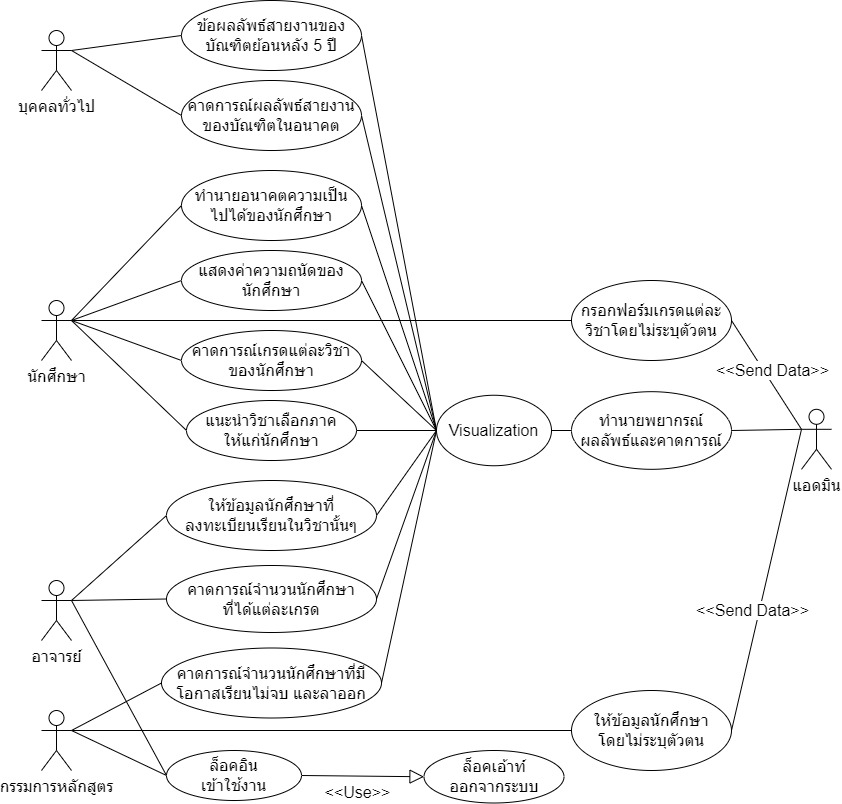 ข้อผลลัพธ์สายงานของ
บัณฑิตย้อนหลัง 5 ปี
บุคคลทั่วไป
คาดการณ์ผลลัพธ์สายงาน
ของบัณฑิตในอนาคต
ทำนายอนาคตความเป็น
ไปได้ของนักศึกษา
แสดงค่าความถนัดของ
นักศึกษา
นักศึกษา
กรอกฟอร์มเกรดแต่ละ
วิชาโดยไม่ระบุตัวตน
คาดการณ์เกรดแต่ละวิชา
ของนักศึกษา
<<Send Data>>
แนะนำวิชาเลือกภาค
ให้แก่นักศึกษา
Visualization
ทำนายพยากรณ์
ผลลัพธ์และคาดการณ์
แอดมิน
ให้ข้อมูลนักศึกษาที่
ลงทะเบียนเรียนในวิชานั้นๆ
คาดการณ์จำนวนนักศึกษา
ที่ได้แต่ละเกรด
<<Send Data>>
อาจารย์
คาดการณ์จำนวนนักศึกษาที่มี
โอกาสเรียนไม่จบ และลาออก
ให้ข้อมูลนักศึกษา
โดยไม่ระบุตัวตน
กรรมการหลักสูตร
ล็อคอิน
เข้าใช้งาน
<<Use>>
ล็อคเอ้าท์
ออกจากระบบ